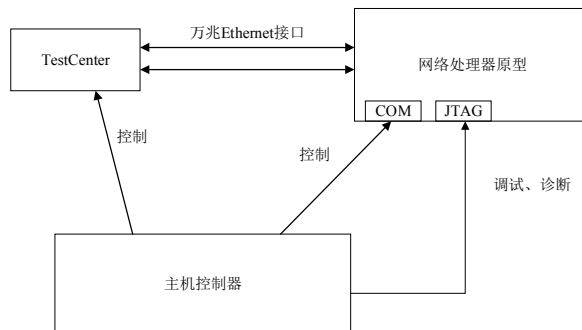 万兆Ethernet接口
TestCenter
网络处理器原型
COM
JTAG
控制
控制
调试、诊断
主机控制器